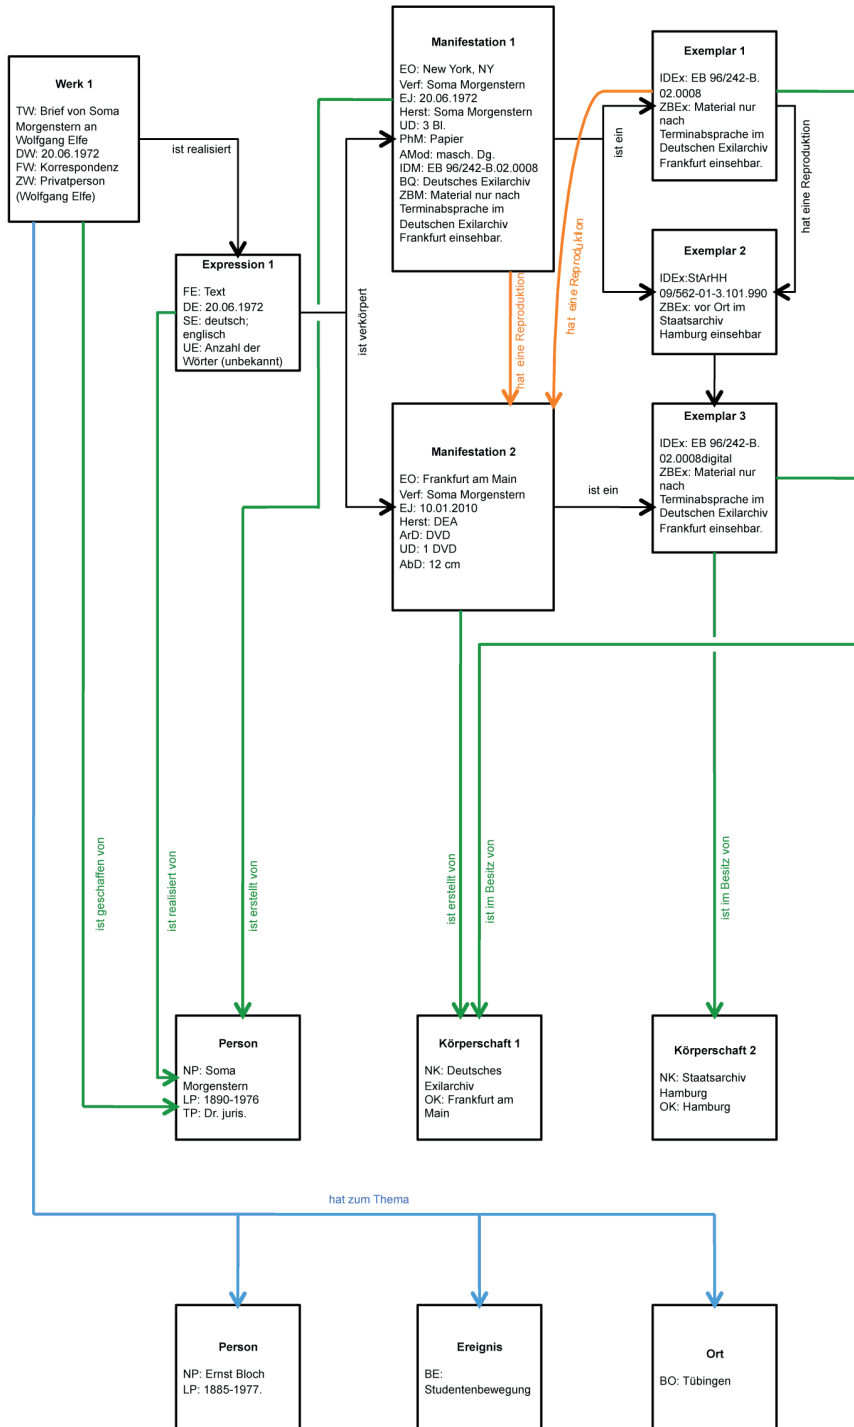 Werk 1
TW: Brief von Soma
Morgenstern an
Wolfgang Elfe
DW: 20.06.1972
FW: Korrespondenz
ZW: Privatperson
(Wolfgang Elfe)
ist realisiert
Expression 1
FE: Text
DE: 20.06.1972
SE: deutsch;
englisch
UE: Anzahl der
Wörter (unbekannt)
ist verkörpert
Manifestation 1
EO: New York, NY
Verf: Soma Morgenstern
EJ: 20.06.1972
Herst: Soma Morgenstern
UD: 3 Bl.
PhM: Papier
AMod: masch. Dg.
IDM: EB 96/242-B.02.0008
BQ: Deutsches Exilarchiv
ZBM: Material nur nach
Terminabsprache im
Deutschen Exilarchiv
Frankfurt einsehbar.
hat eine Reproduktion
hat eine Reproduktion
ist ein
Exemplar 1
IDEx: EB 96/242-B.
02.0008
ZBEx: Material nur
nach
Terminabsprache im
Deutschen Exilarchiv
Frankfurt einsehbar.
hat eine Reproduktion
Exemplar 2
IDEx:StArHH
09/562-01-3.101.990
ZBEx: vor Ort im
Staatsarchiv
Hamburg einsehbar
Manifestation 2
EO: Frankfurt am Main
Verf: Soma Morgenstern
EJ: 10.01.2010
Herst: DEA
ArD: DVD
UD: 1 DVD
AbD: 12 cm
ist ein
Exemplar 3
IDEx: EB 96/242-B.
02.0008digital
ZBEx: Material nur
nach
Terminabsprache im
Deutschen Exilarchiv
Frankfurt einsehbar.
ist geschaffen von
ist realisiert von
ist erstellt von
ist erstellt von
ist im Besitz von
ist im Besitz von
Person
NP: Soma
Morgenstern
LP: 1890-1976
TP: Dr. juris.
Körperschaft 1
NK: Deutsches
Exilarchiv
OK: Frankfurt am
Main
Körperschaft 2
NK: Staatsarchiv
Hamburg
OK: Hamburg
hat zum Thema
Person
NP: Ernst Bloch
LP: 1885-1977.
Ereignis
BE:
Studentenbewegung
Ort
BO: Tübingen